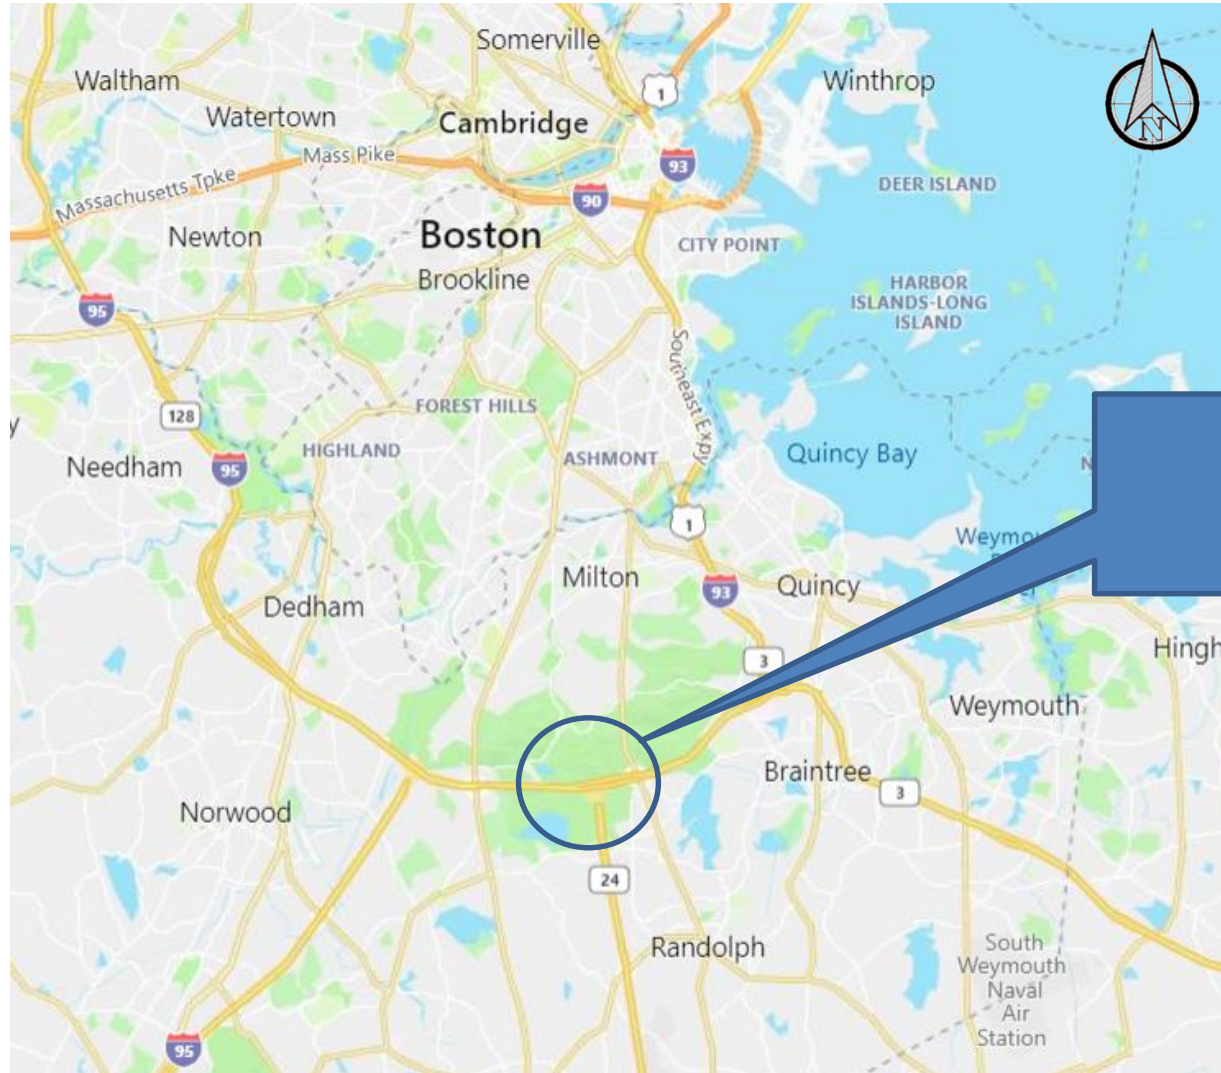 Somerville
Waltham
Winthrop
1
Watertown
Cambridge
N
Mass Pike
93
Massachusetts Tpke
90
DEER ISLAND
Newton
Boston
CITY POINT
Brookline
HARBOR
ISLANDS-LONG
ISLAND
95
Southeast Expy
128
FOREST HILLS
HIGHLAND
ASHMONT
Quincy Bay
Needham
95
1
Milton
93
Quincy
Dedham
3
Weymouth
Braintree
3
Norwood
24
Randolph
South
Weymouth
Naval
Air
Station
95